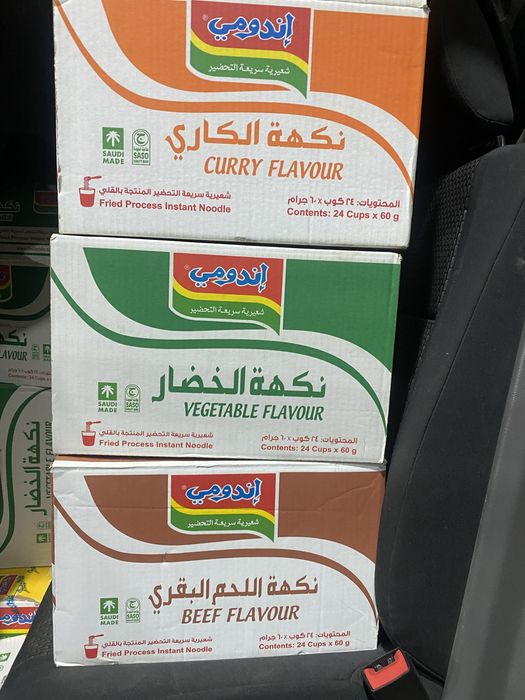 إندومي
شعيرية سريعة التحضير
نكهة الكاري
CURRY FLAVOUR
SAUDI MADE
SASO
شعيرية سريعة التحضير المنتجة بالقلي
Fried Process Instant Noodle
المحتويات: ٢٤ كوب x ٦٠ جرام
Contents: 24 Cups x 60 g
إندومي
شعيرية سريعة التحضير
نكهة الخضار
VEGETABLE FLAVOUR
SAUDI MADE
SASO
شعيرية سريعة التحضير المنتجة بالقلي
Fried Process Instant Noodle
المحتويات: ٢٤ كوب x ٦٠ جرام
Contents: 24 Cups x 60 g
إندومي
شعيرية سريعة التحضير
نكهة اللحم البقري
BEEF FLAVOUR
SAUDI MADE
SASO
شعيرية سريعة التحضير المنتجة بالقلي
Fried Process Instant Noodle
المحتويات: ٢٤ كوب x ٦٠ جرام
Contents: 24 Cups x 60 g
نكهة الخضار